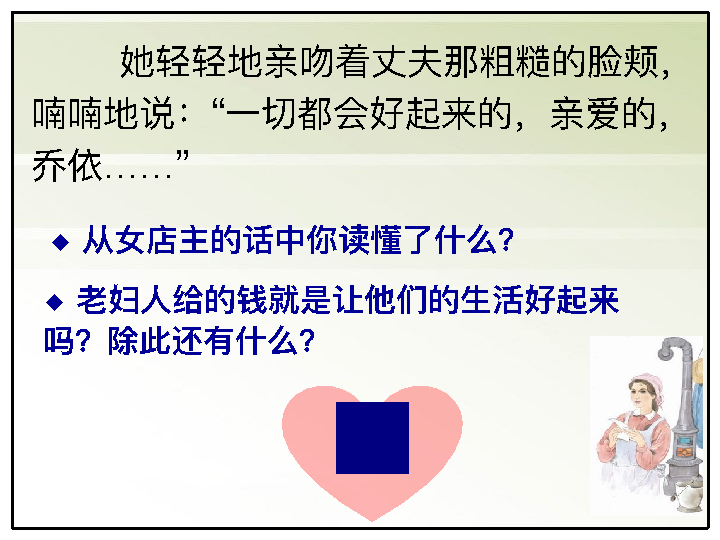 她轻轻地亲吻着丈夫那粗糙的脸颊，
喃喃地说：“一切都会好起来的，亲爱的，
乔依……”
◆ 从女店主的话中你读懂了什么？
◆ 老妇人给的钱就是让他们的生活好起来
吗？除此还有什么？